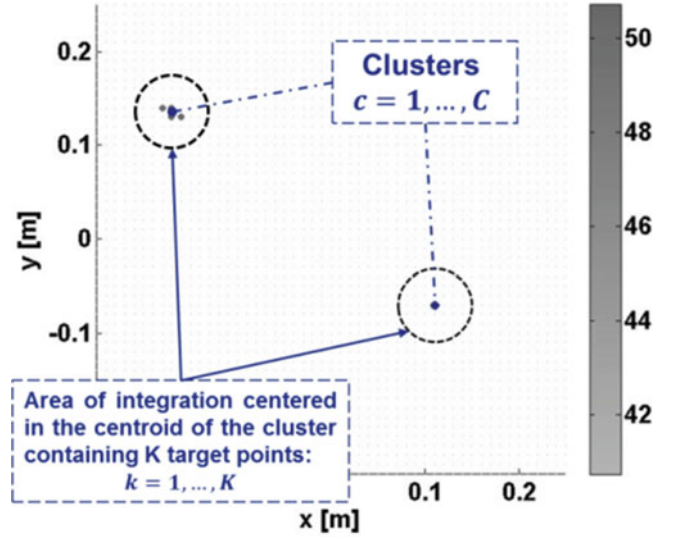 0.2
0.1
0
-0.1
y [m]
Clusters
c = 1, ..., C
50
48
46
44
42
Area of integration centered
in the centroid of the cluster
containing K target points:
k = 1, ..., K
0.1
0.2
x [m]